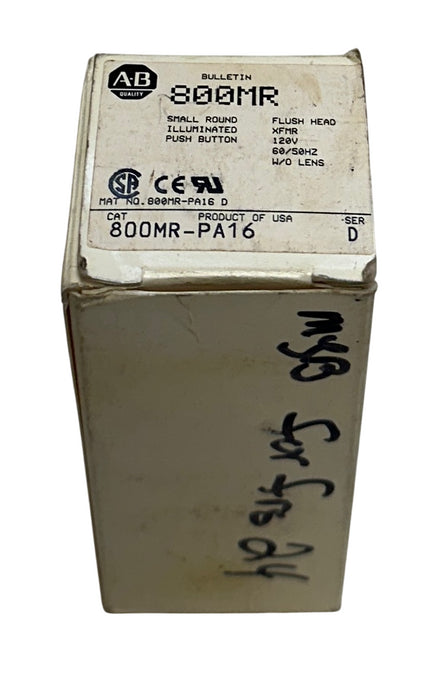 A-B
QUALITY
BULLETIN
800MR
SMALL ROUND
ILLUMINATED
PUSH BUTTON
FLUSH HEAD
XFMR
120V
60/50HZ
W/O LENS
MAT NO. 800MR-PA16 D
CAT PRODUCT OF USA SER
800MR-PA16 D
24